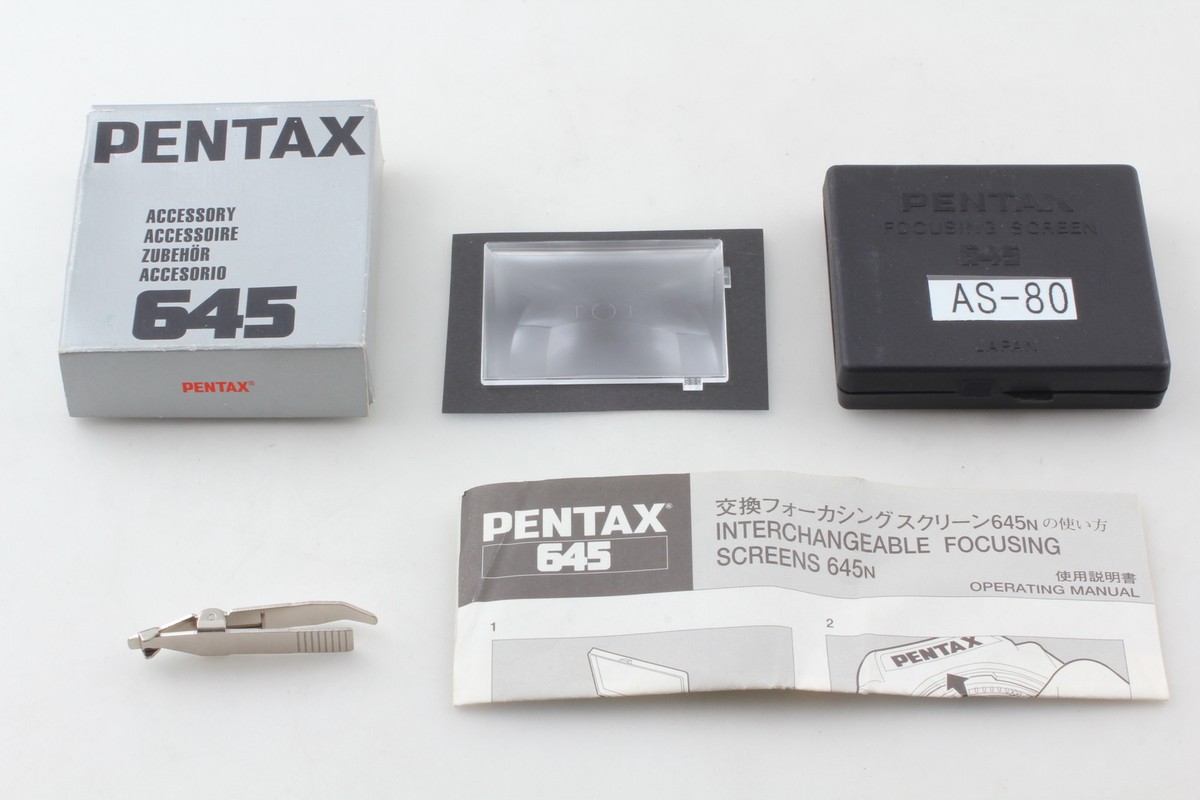 PENTAX
ACCESSORY
ACCESSOIRE
ZUBEHÖR
ACCESORIO
645
PENTAX®
PENTAX
FOCUSING SCREEN
645
AS-80
JAPAN
PENTAX®
645
交換フォーカシングスクリーン645Nの使い方
INTERCHANGEABLE FOCUSING
SCREENS 645N
使用説明書
OPERATING MANUAL
1
2
PENTAX